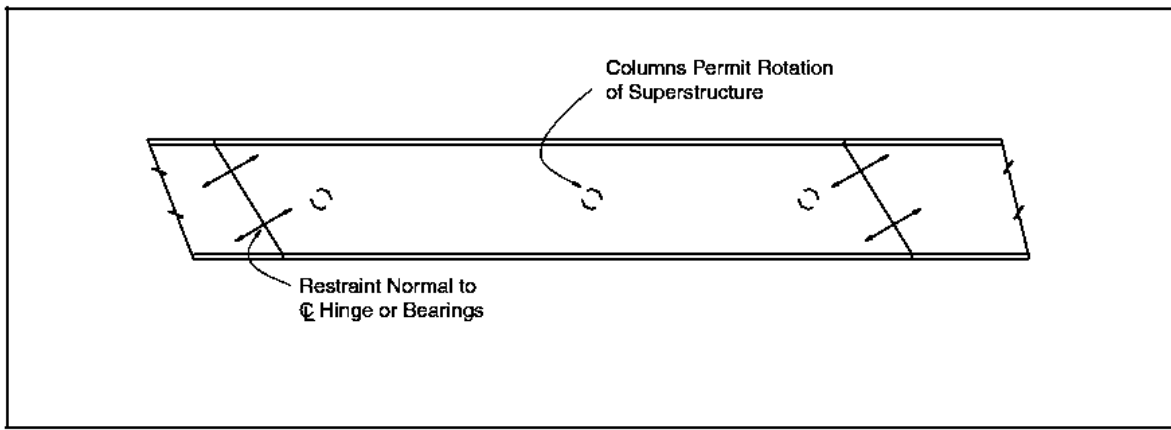 Columns Permit Rotation
of Superstructure
Restraint Normal to
℄ Hinge or Bearings